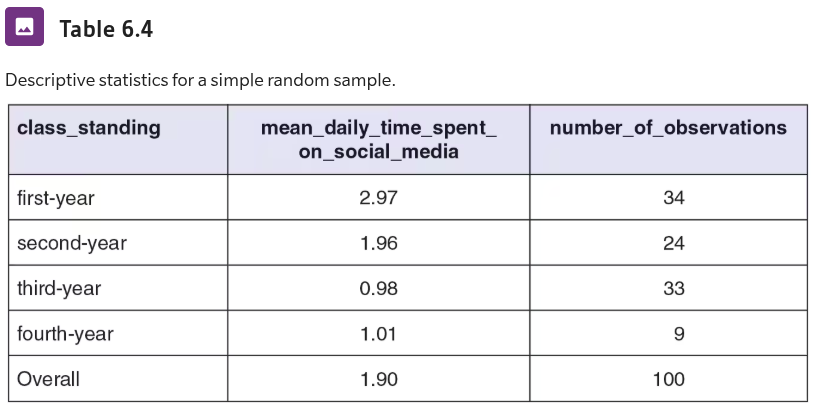 Table 6.4
Descriptive statistics for a simple random sample.
class_standing mean_daily_time_spent_ number_of_observations
on_social_media
first-year 2.97 34
second-year 1.96 24
third-year 0.98 33
fourth-year 1.01 9
Overall 1.90 100